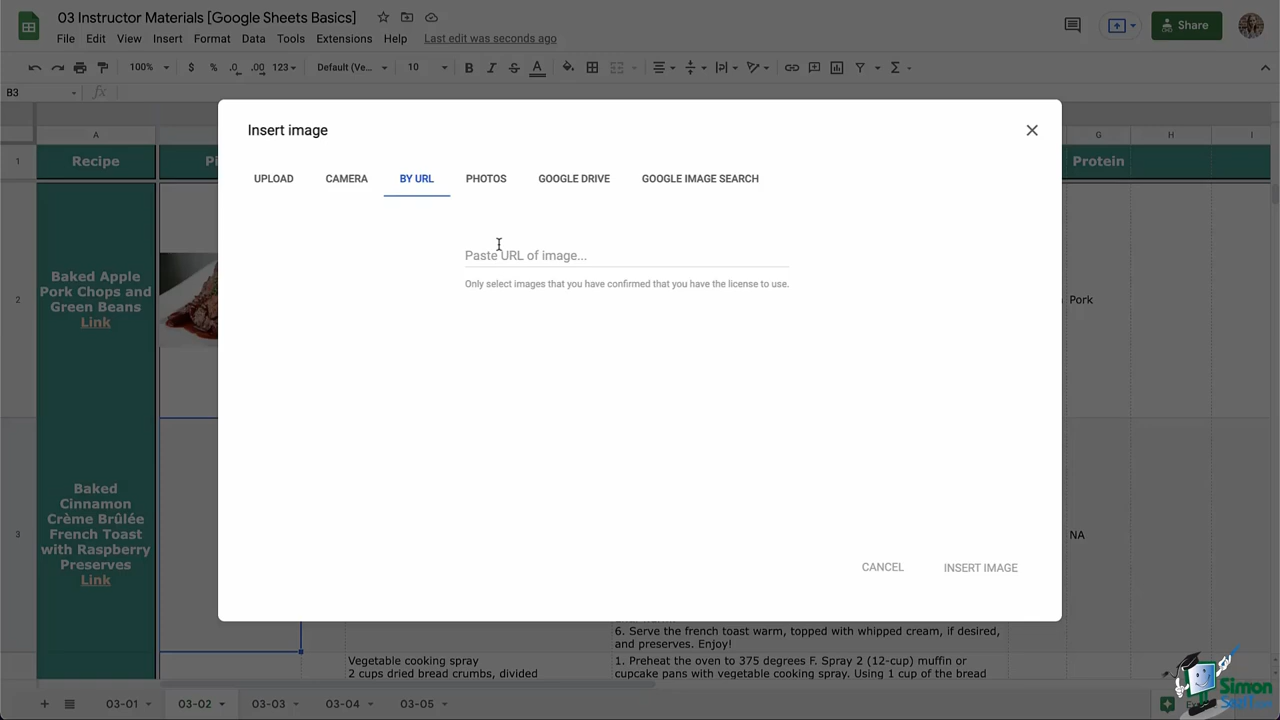 03 Instructor Materials [Google Sheets Basics]
File Edit View Insert Format Data Tools Extensions Help Last edit was seconds ago
Share
100% $ % .0 .00 123 Default (Ve... 10 B I S A Σ
B3 fx
Insert image
UPLOAD CAMERA BY URL PHOTOS GOOGLE DRIVE GOOGLE IMAGE SEARCH
Paste URL of image...
Only select images that you have confirmed that you have the license to use.
CANCEL INSERT IMAGE
A G H I
1 Recipe Protein
2
Baked Apple
Pork Chops and
Green Beans
Link
Pork
3
Baked
Cinnamon
Crème Brûlée
French Toast
with Raspberry
Preserves
Link
NA
6. Serve the french toast warm, topped with whipped cream, if desired,
and preserves. Enjoy!
Vegetable cooking spray
2 cups dried bread crumbs, divided
1. Preheat the oven to 375 degrees F. Spray 2 (12-cup) muffin or
cupcake pans with vegetable cooking spray. Using 1 cup of the bread
03-01 03-02 03-03 03-04 03-05
Simon